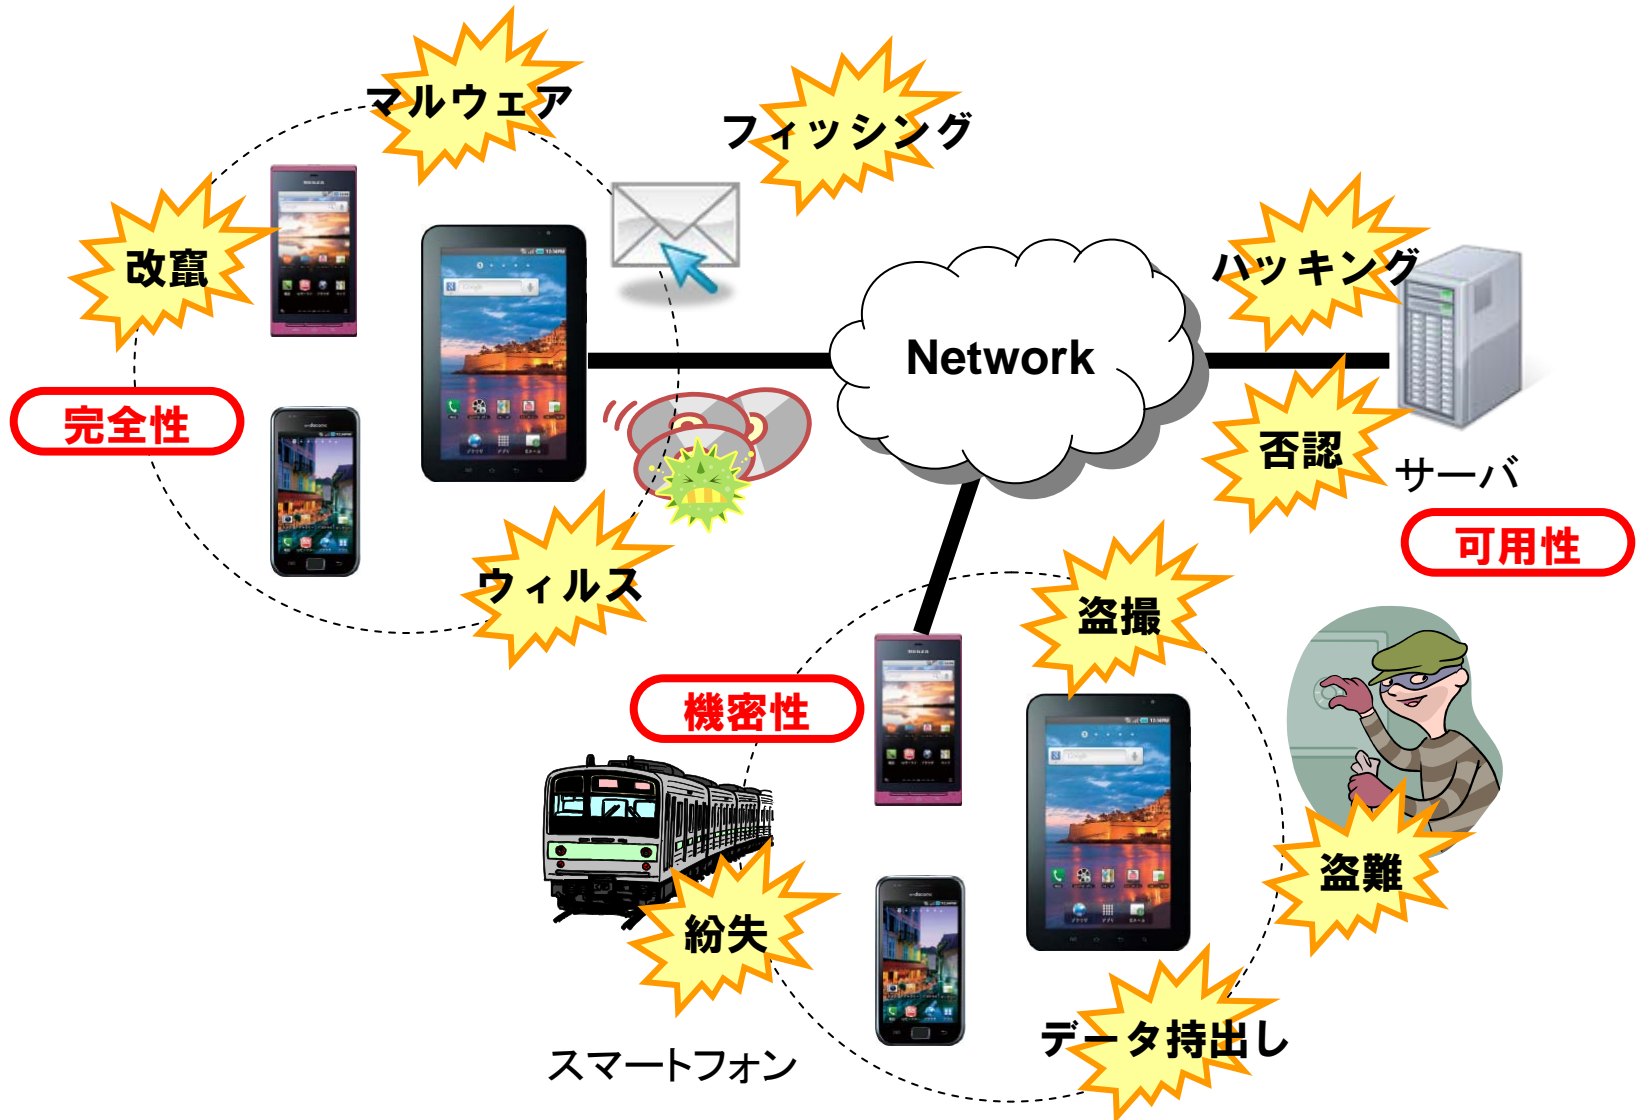 マルウェア
フィッシング
改竄
ハッキング
Network
完全性
否認
サーバ
可用性
ウィルス
盗撮
機密性
盗難
紛失
データ持出し
スマートフォン